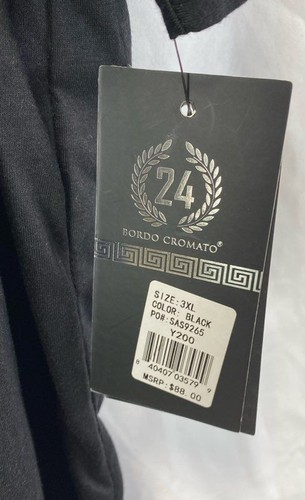 24
BORDO CROMATO®
SIZE: 3XL
COLOR: BLACK
PO#: SAS9265
Y200
8 40407 03579 9
MSRP: $88.00